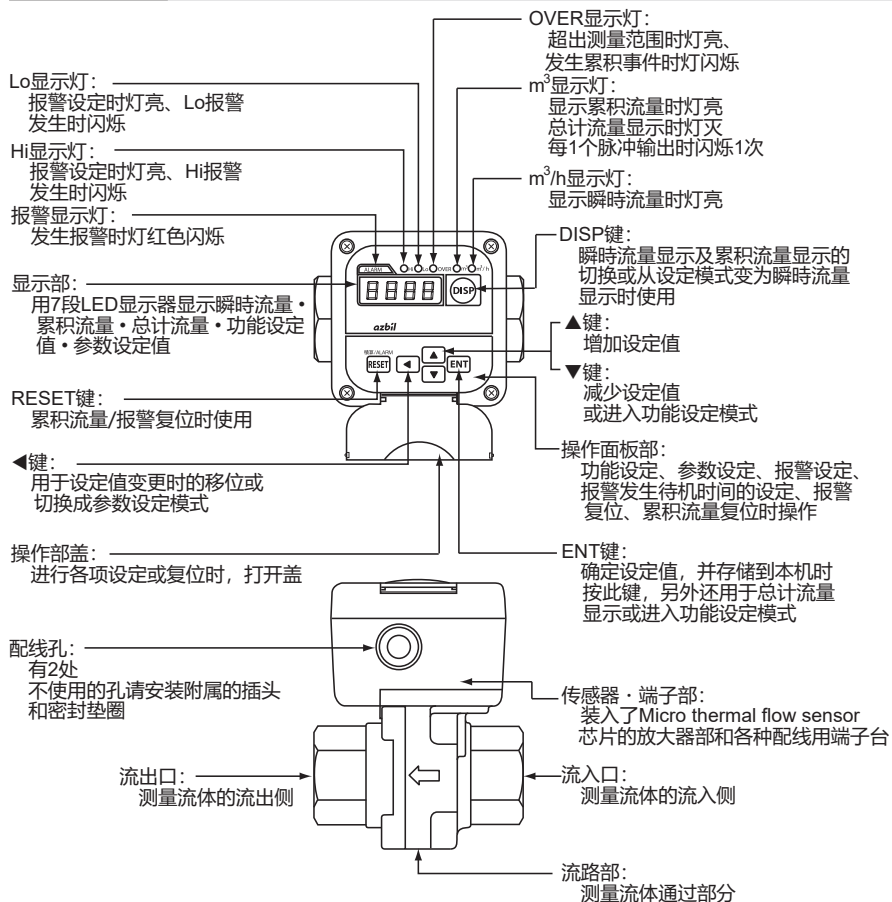 OVER显示灯：
超出测量范围时灯亮、
发生累积事件时灯闪烁
Lo显示灯：
报警设定时灯亮、Lo报警
发生时闪烁
m³显示灯：
显示累积流量时灯亮
总计流量显示时灯灭
每1个脉冲输出时闪烁1次
Hi显示灯：
报警设定时灯亮、Hi报警
发生时闪烁
m³/h显示灯：
显示瞬時流量时灯亮
报警显示灯：
发生报警时灯红色闪烁
DISP键：
瞬時流量显示及累积流量显示的
切换或从设定模式变为瞬時流量
显示时使用
显示部：
用7段LED显示器显示瞬時流量・
累积流量・总计流量・功能设定
值・参数设定值
ALARM Hi Lo OVER m³ m³/h
8888
DISP
azbil
積算/ALARM
RESET ◀ ▲ ▼ ENT
▲键：
增加设定值
▼键：
减少设定值
或进入功能设定模式
RESET键：
累积流量/报警复位时使用
◀键：
用于设定值变更时的移位或
切换成参数设定模式
操作面板部：
功能设定、参数设定、报警设定、
报警发生待机时间的设定、报警
复位、累积流量复位时操作
操作部盖：
进行各项设定或复位时，打开盖
ENT键：
确定设定值，并存储到本机时
按此键，另外还用于总计流量
显示或进入功能设定模式
配线孔：
有2处
不使用的孔请安装附属的插头
和密封垫圈
传感器・端子部：
装入了Micro thermal flow sensor
芯片的放大器部和各种配线用端子台
流出口：
测量流体的流出侧
流入口：
测量流体的流入侧
流路部：
测量流体通过部分